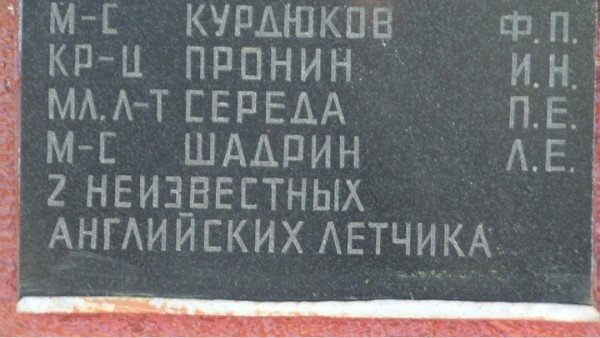 М-С КУРДЮКОВ Ф.П.
КР-Ц ПРОНИН И.Н.
МЛ.Л-Т СЕРЕДА П.Е.
М-С ШАДРИН Л.Е.
2 НЕИЗВЕСТНЫХ
АНГЛИЙСКИХ ЛЕТЧИКА